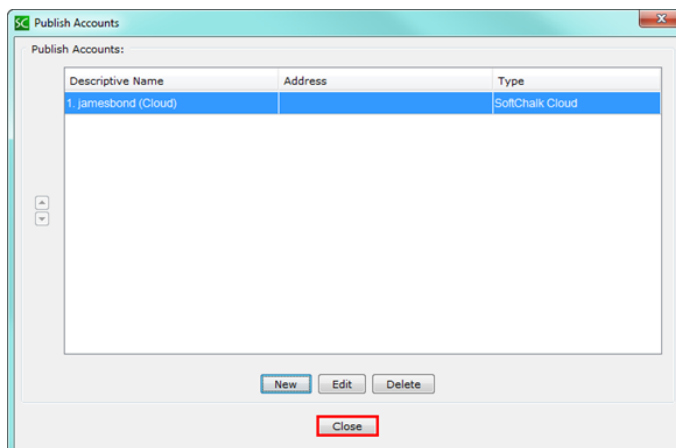 SC Publish Accounts
Publish Accounts:
Descriptive Name Address Type
1. jamesbond (Cloud) SoftChalk Cloud
New Edit Delete
Close